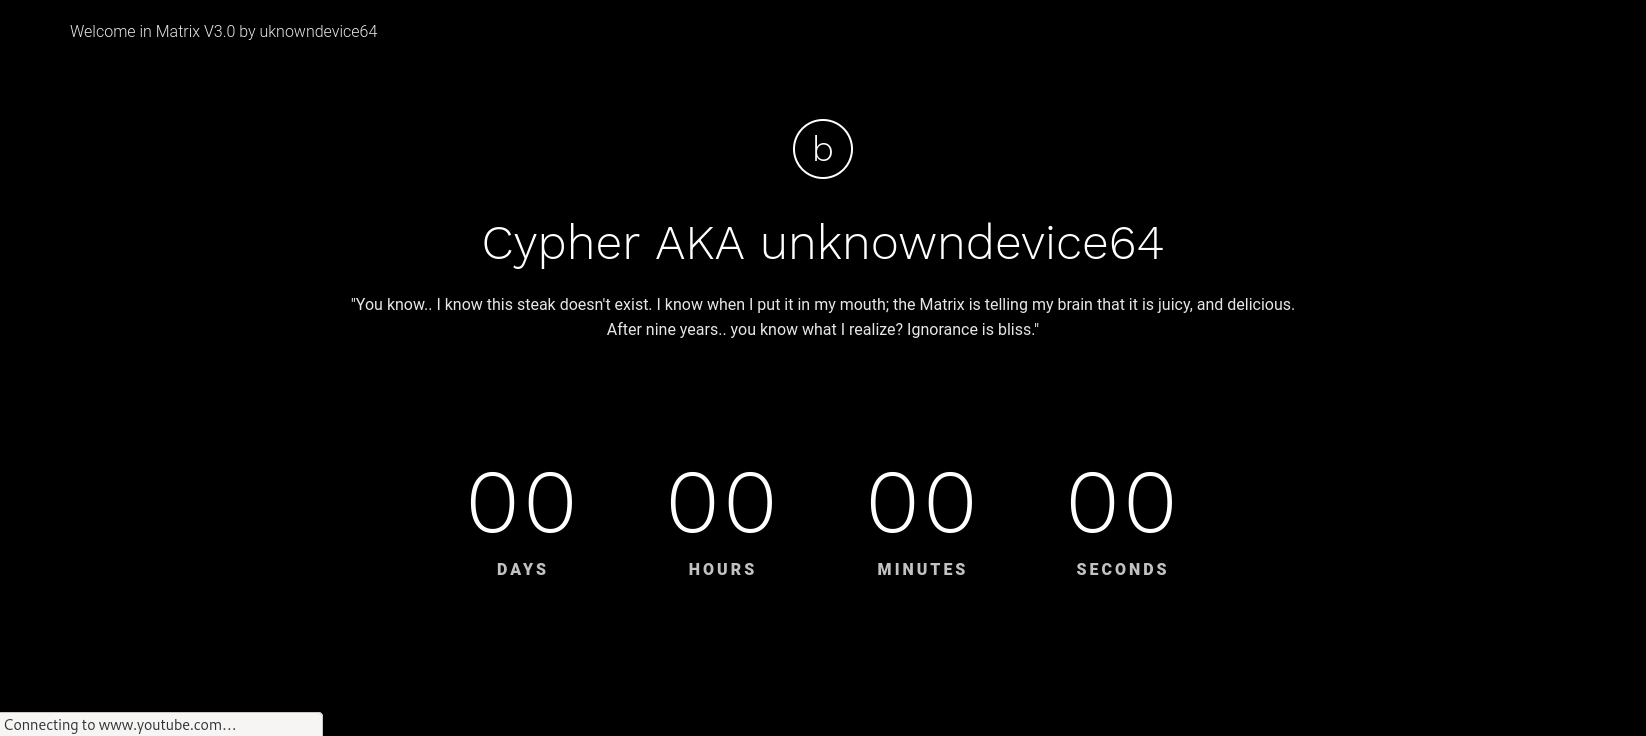 Welcome in Matrix V3.0 by uknowndevice64
b
Cypher AKA unknowndevice64
"You know.. I know this steak doesn't exist. I know when I put it in my mouth; the Matrix is telling my brain that it is juicy, and delicious.
After nine years.. you know what I realize? Ignorance is bliss."
00 00 00 00
DAYS HOURS MINUTES SECONDS
Connecting to www.youtube.com…